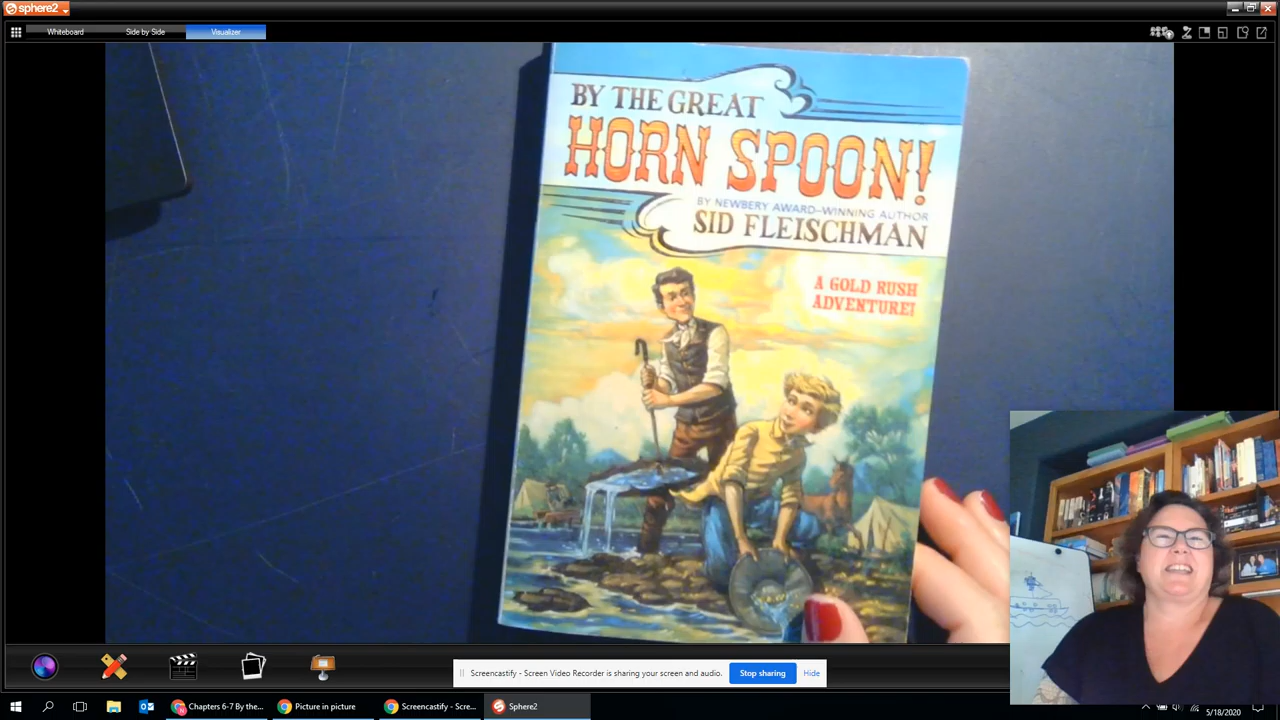 sphere2
Whiteboard
Side by Side
Visualizer
BY THE GREAT
HORN SPOON!
BY NEWBERY AWARD–WINNING AUTHOR
SID FLEISCHMAN
A GOLD RUSH
ADVENTURE!
Screencastify - Screen Video Recorder is sharing your screen and audio.
Stop sharing
Hide
Chapters 6-7 By the...
Picture in picture
Screencastify - Scre...
Sphere2
5/18/2020